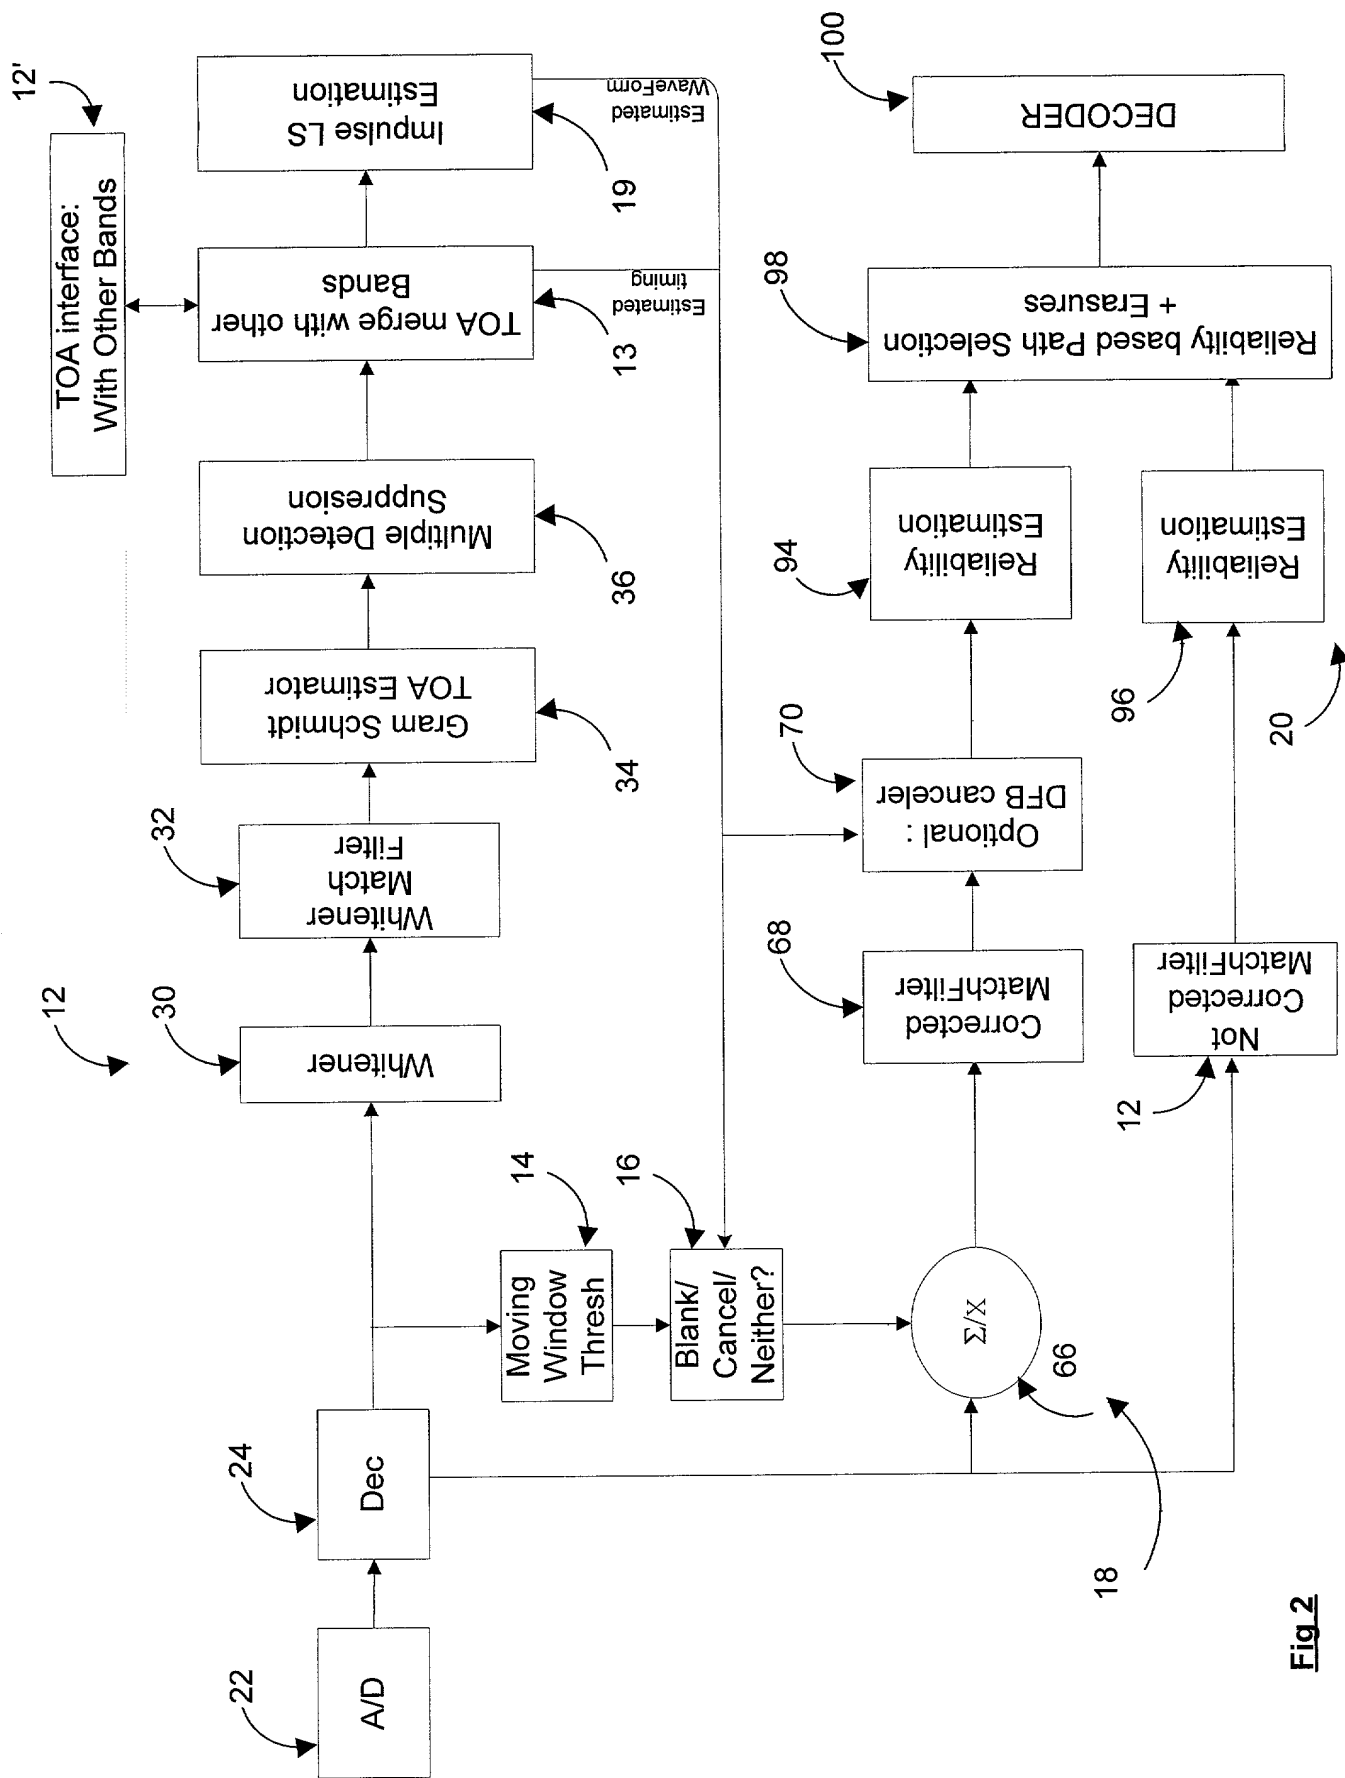 12'
TOA interface:
With Other Bands
12
30
32
22
24
A/D
Dec
Whitener
Whitener
Match
Filter
Gram Schmidt
TOA Estimator
Multiple Detection
Suppresion
TOA merge with other
Bands
Impulse LS
Estimation
34
36
13
19
Estimated
timing
Estimated
WaveForm
14
Moving
Window
Thresh
16
Blank/
Cancel/
Neither?
Σ/X
66
18
68
Corrected
MatchFilter
70
Optional :
DFB canceler
94
Reliability
Estimation
98
Reliabilty based Path Selection
+ Erasures
100
DECODER
12
Not
Corrected
MatchFilter
96
Reliability
Estimation
20
Fig 2